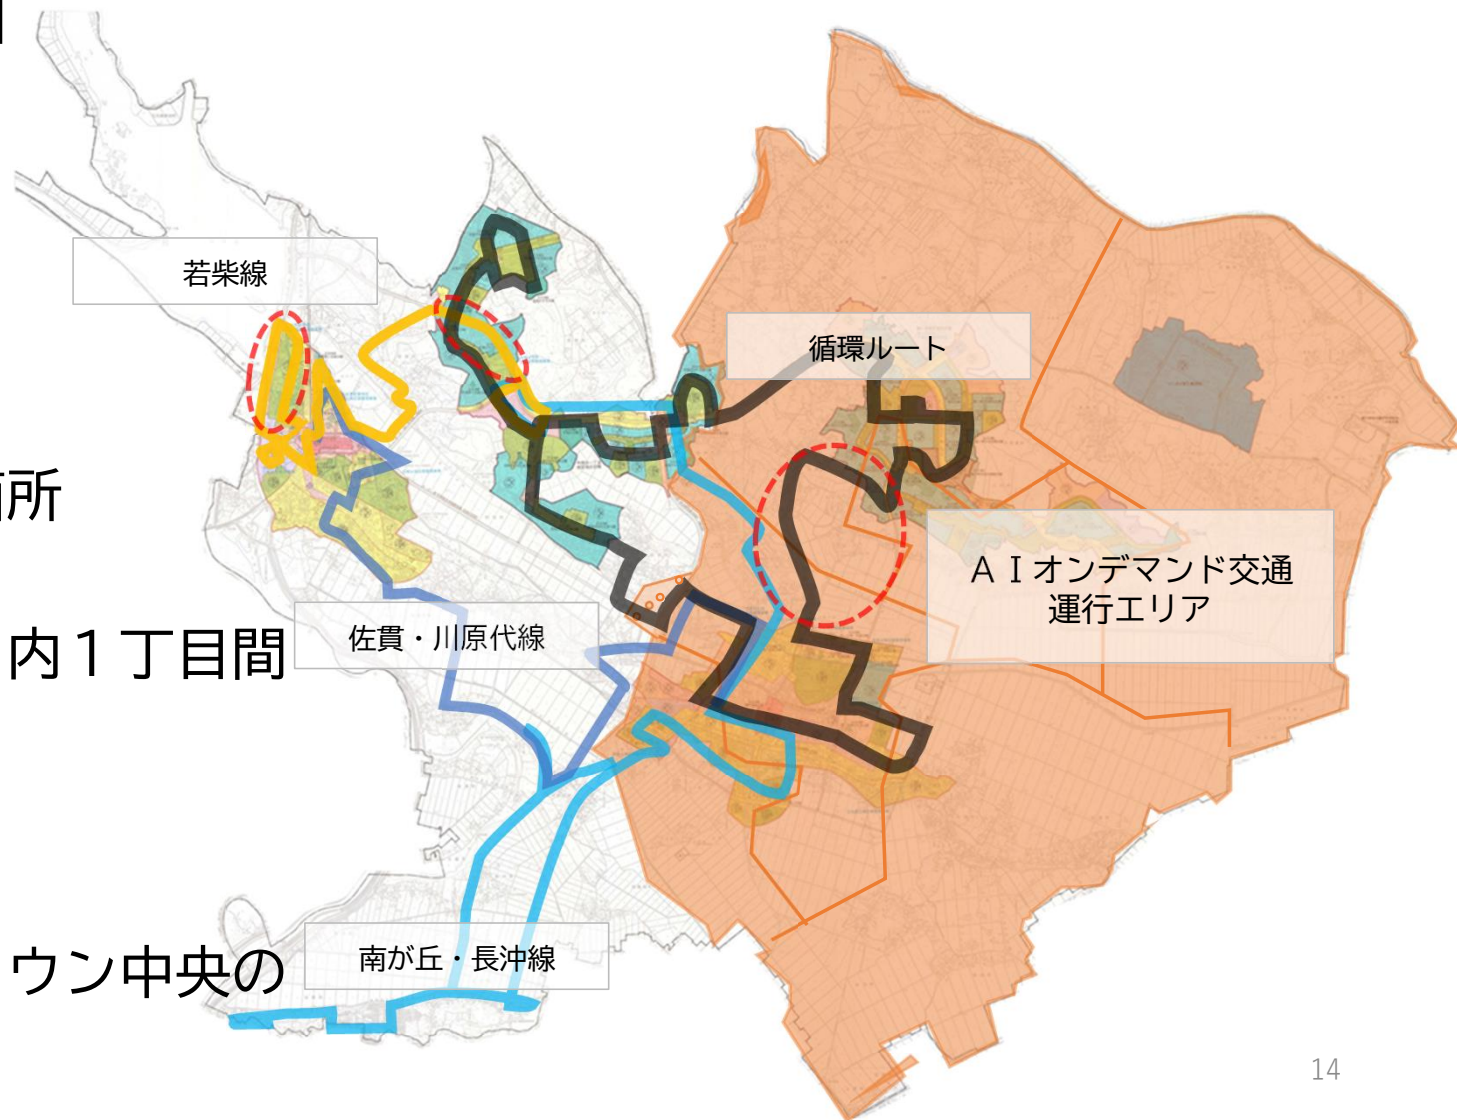 若柴線
循環ルート
所
ＡＩオンデマンド交通
運行エリア
内１丁目間
佐貫・川原代線
ウン中央の
南が丘・長沖線
14